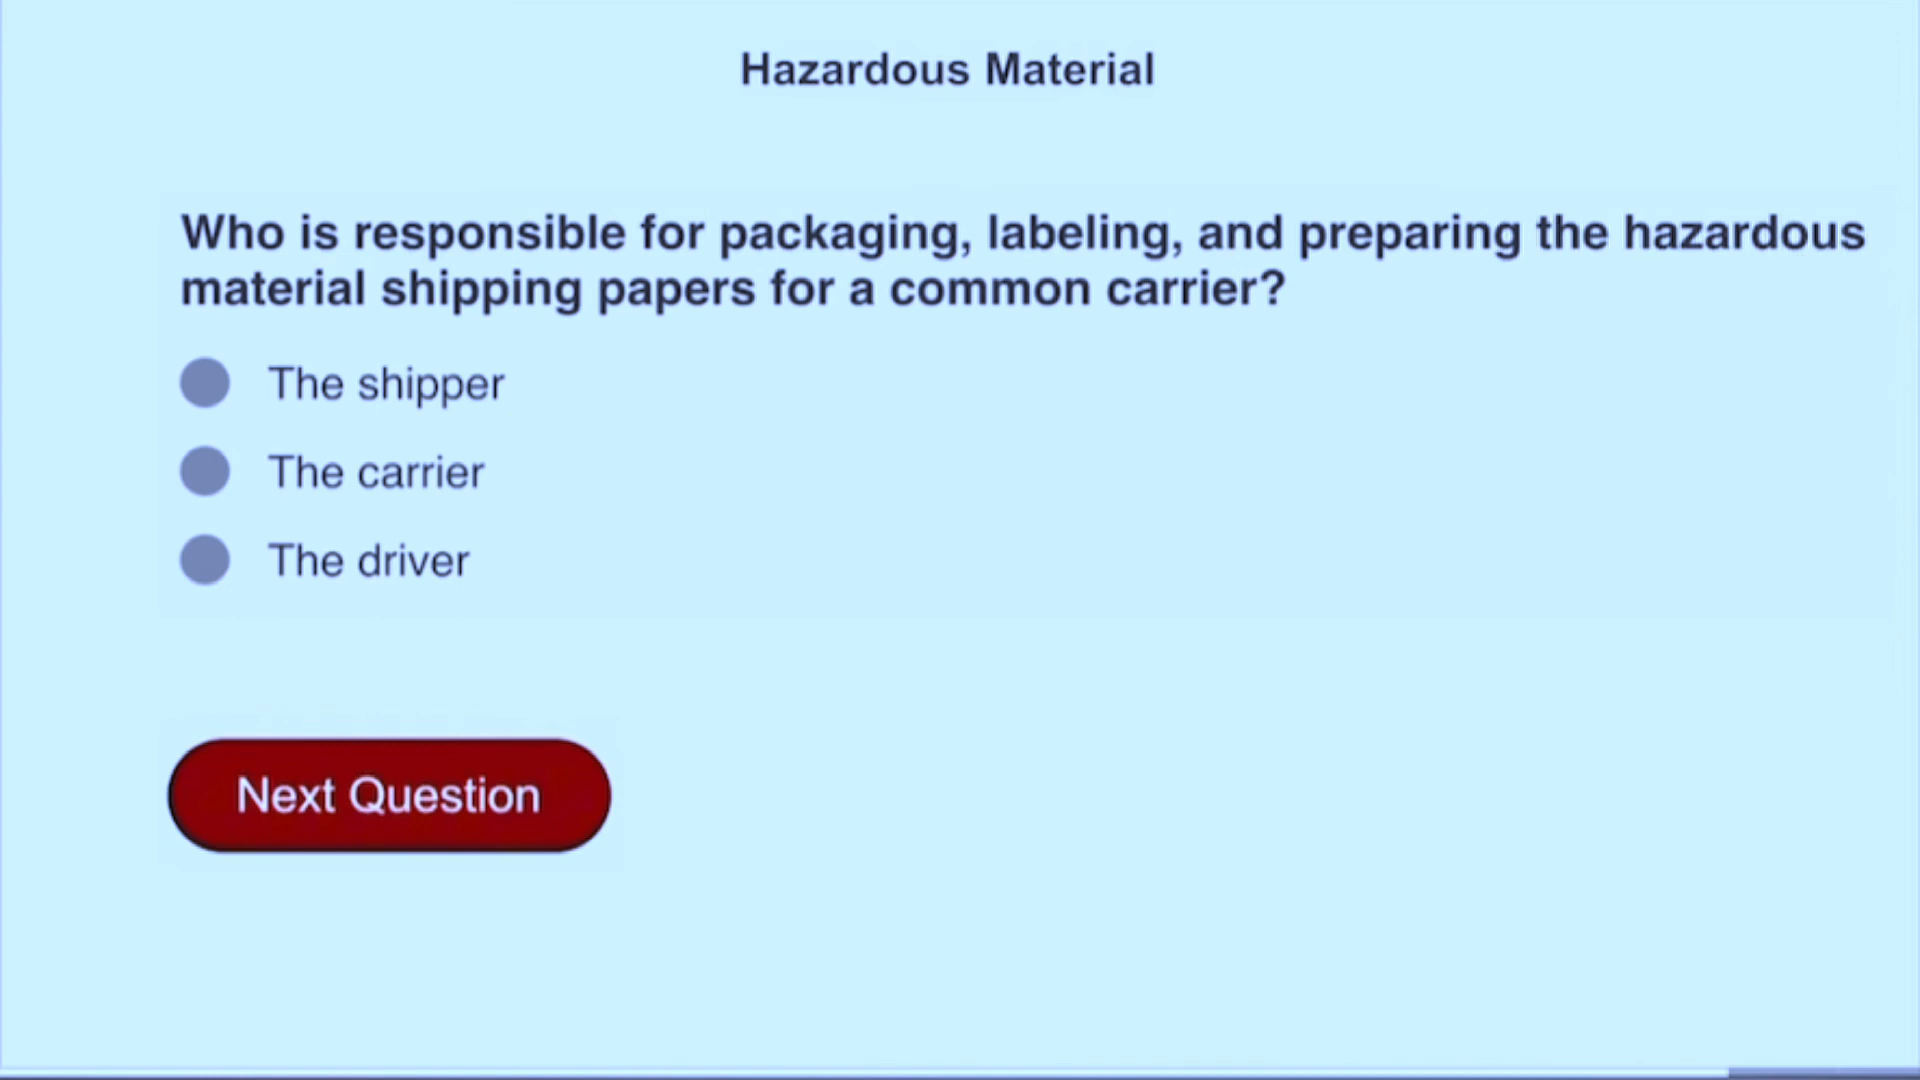 Hazardous Material
Who is responsible for packaging, labeling, and preparing the hazardous
material shipping papers for a common carrier?
The shipper
The carrier
The driver
Next Question